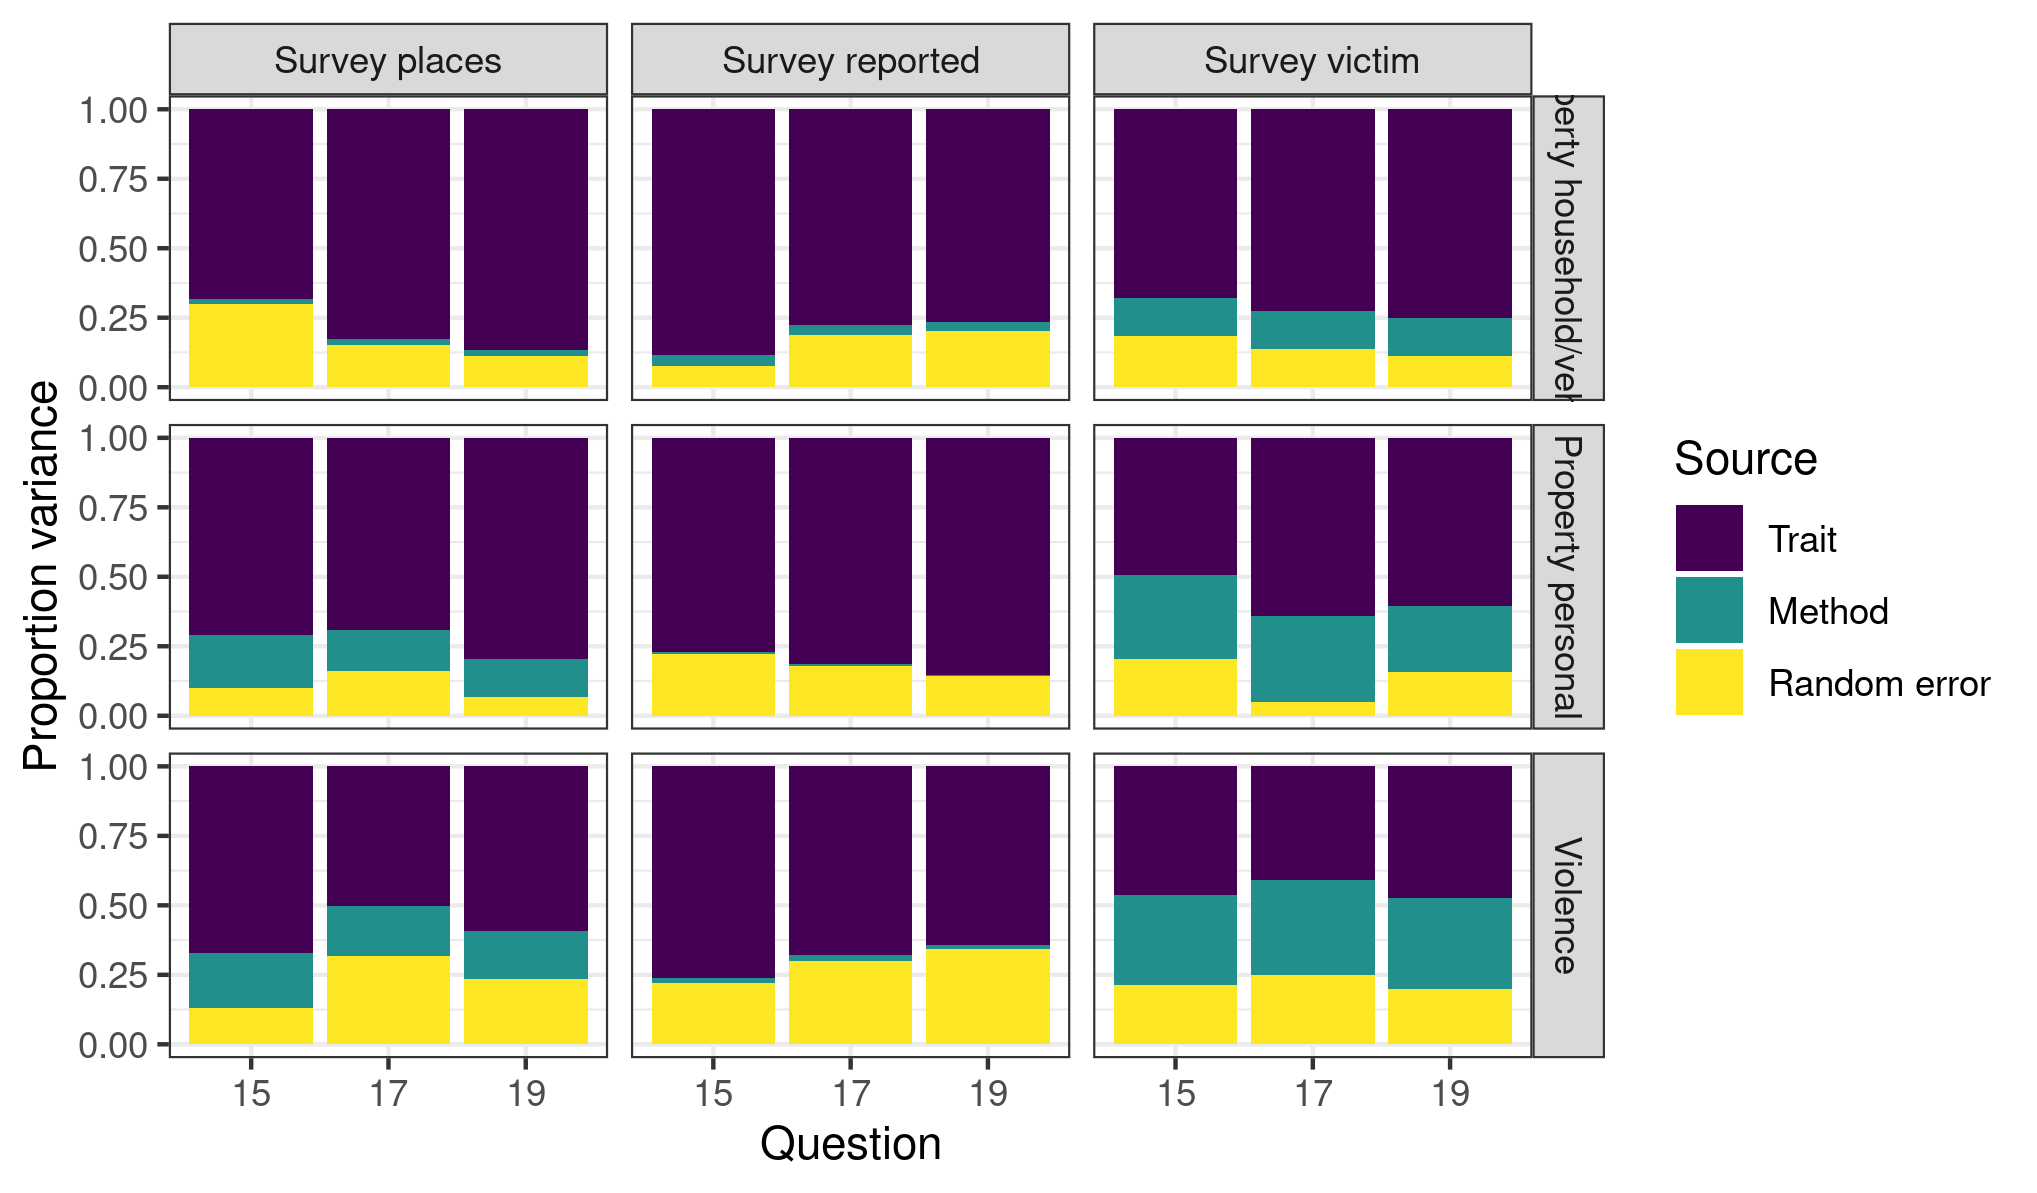 Survey places Survey reported Survey victim
1.00
0.75
0.50
0.25
0.00
household/
1.00
0.75
0.50
0.25
0.00
Property personal
1.00
0.75
0.50
0.25
0.00
Violence
15 17 19 15 17 19 15 17 19
Question
Proportion variance
Source
Trait
Method
Random error